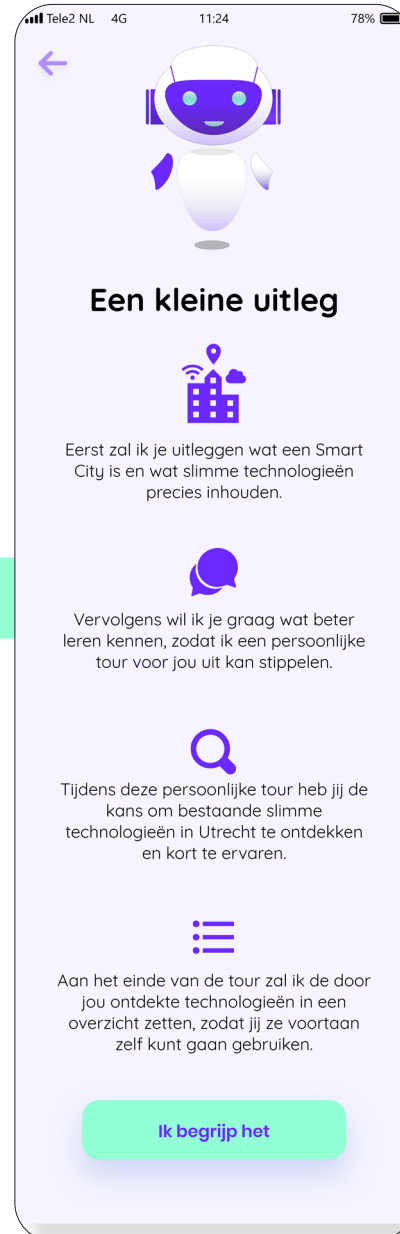 Tele2 NL 4G 11:24 78%
Een kleine uitleg
Eerst zal ik je uitleggen wat een Smart
City is en wat slimme technologieën
precies inhouden.
Vervolgens wil ik je graag wat beter
leren kennen, zodat ik een persoonlijke
tour voor jou uit kan stippelen.
Tijdens deze persoonlijke tour heb jij de
kans om bestaande slimme
technologieën in Utrecht te ontdekken
en kort te ervaren.
Aan het einde van de tour zal ik de door
jou ontdekte technologieën in een
overzicht zetten, zodat jij ze voortaan
zelf kunt gaan gebruiken.
Ik begrijp het